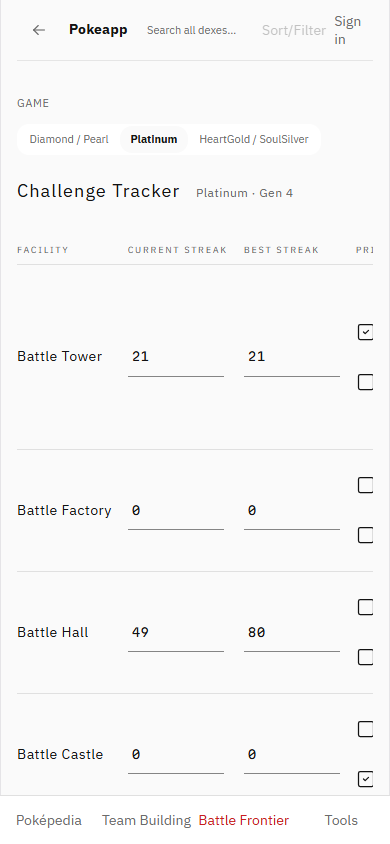 Pokeapp Search all dexes... Sort/Filter Sign in
GAME
Diamond / Pearl Platinum HeartGold / SoulSilver
Challenge Tracker Platinum · Gen 4
FACILITY CURRENT STREAK BEST STREAK PRI
Battle Tower 21 21
Battle Factory 0 0
Battle Hall 49 80
Battle Castle 0 0
Poképedia Team Building Battle Frontier Tools